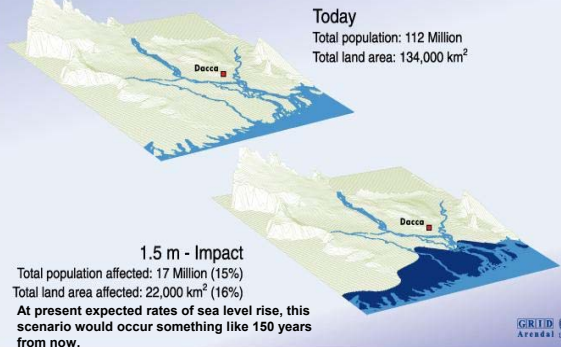 Today
Total population: 112 Million
Total land area: 134,000 km²
Dacca
Dacca
1.5 m - Impact
Total population affected: 17 Million (15%)
Total land area affected: 22,000 km² (16%)
At present expected rates of sea level rise, this
scenario would occur something like 150 years
from now.
GRID
Arendal